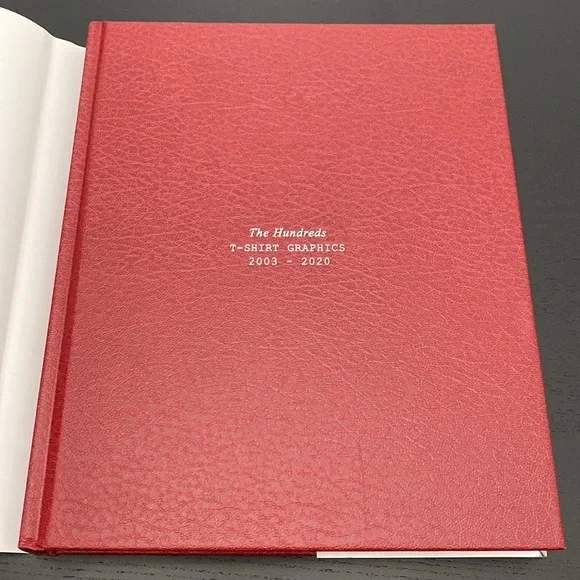 The Hundreds
T-SHIRT GRAPHICS
2003 - 2020